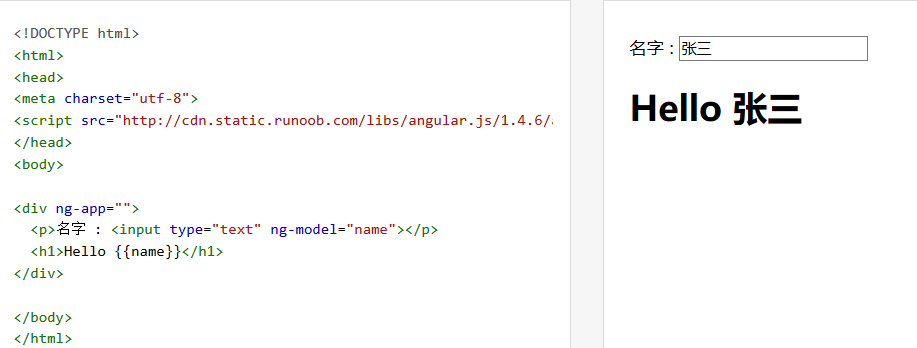 <!DOCTYPE html>
<html>
<head>
<meta charset="utf-8">
<script src="http://cdn.static.runoob.com/libs/angular.js/1.4.6/
</head>
<body>
<div ng-app="">
<p>名字 : <input type="text" ng-model="name"></p>
<h1>Hello {{name}}</h1>
</div>
</body>
</html>
名字 : 张三
Hello 张三